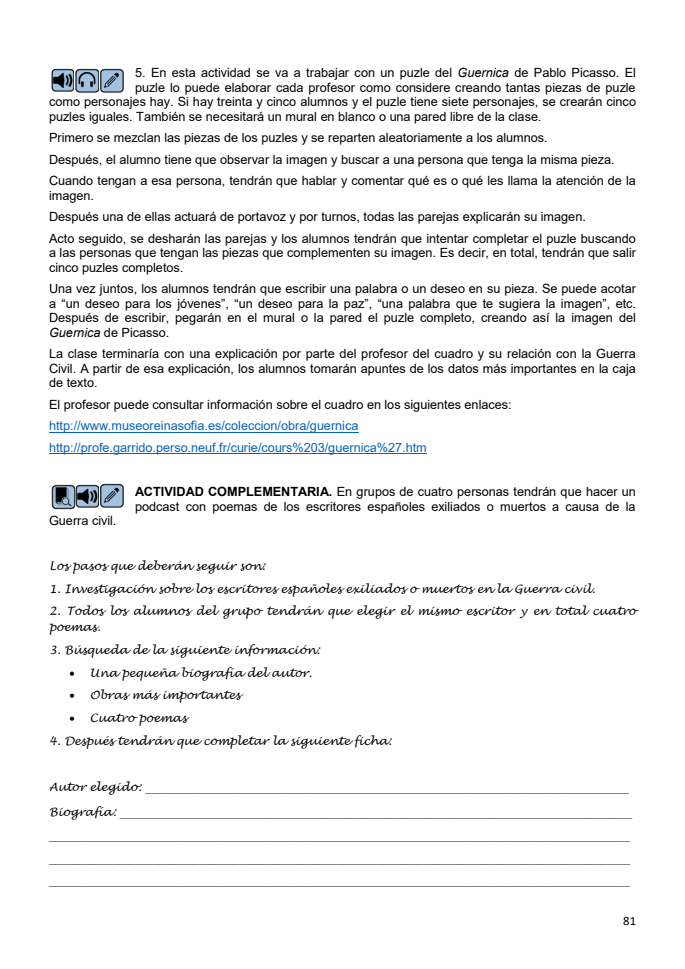 5. En esta actividad se va a trabajar con un puzle del Guernica de Pablo Picasso. El
puzle lo puede elaborar cada profesor como considere creando tantas piezas de puzle
como personajes hay. Si hay treinta y cinco alumnos y el puzle tiene siete personajes, se crearán cinco
puzles iguales. También se necesitará un mural en blanco o una pared libre de la clase.
Primero se mezclan las piezas de los puzles y se reparten aleatoriamente a los alumnos.
Después, el alumno tiene que observar la imagen y buscar a una persona que tenga la misma pieza.
Cuando tengan a esa persona, tendrán que hablar y comentar qué es o qué les llama la atención de la
imagen.
Después una de ellas actuará de portavoz y por turnos, todas las parejas explicarán su imagen.
Acto seguido, se desharán las parejas y los alumnos tendrán que intentar completar el puzle buscando
a las personas que tengan las piezas que complementen su imagen. Es decir, en total, tendrán que salir
cinco puzles completos.
Una vez juntos, los alumnos tendrán que escribir una palabra o un deseo en su pieza. Se puede acotar
a “un deseo para los jóvenes”, “un deseo para la paz”, “una palabra que te sugiera la imagen”, etc.
Después de escribir, pegarán en el mural o la pared el puzle completo, creando así la imagen del
Guernica de Picasso.
La clase terminaría con una explicación por parte del profesor del cuadro y su relación con la Guerra
Civil. A partir de esa explicación, los alumnos tomarán apuntes de los datos más importantes en la caja
de texto.
El profesor puede consultar información sobre el cuadro en los siguientes enlaces:
http://www.museoreinasofia.es/coleccion/obra/guernica
http://profe.garrido.perso.neuf.fr/curie/cours%203/guernica%27.htm
ACTIVIDAD COMPLEMENTARIA. En grupos de cuatro personas tendrán que hacer un
podcast con poemas de los escritores españoles exiliados o muertos a causa de la
Guerra civil.
Los pasos que deberán seguir son:
1. Investigación sobre los escritores españoles exiliados o muertos en la Guerra civil.
2. Todos los alumnos del grupo tendrán que elegir el mismo escritor y en total cuatro
poemas.
3. Búsqueda de la siguiente información:
• Una pequeña biografía del autor.
• Obras más importantes
• Cuatro poemas
4. Después tendrán que completar la siguiente ficha:
Autor elegido:
Biografía:
81